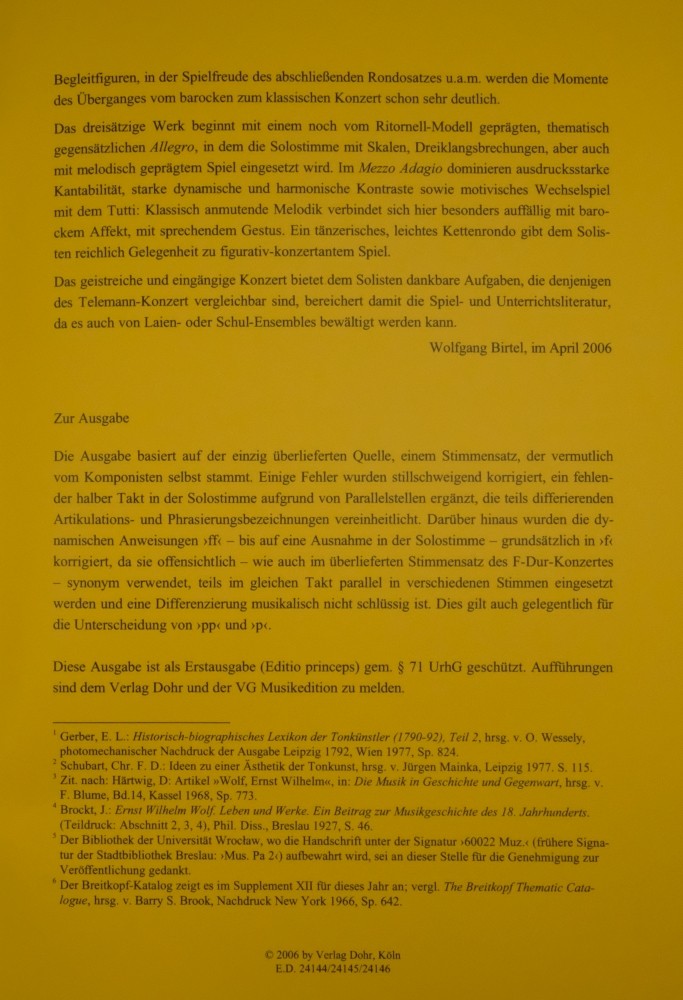 Begleitfiguren, in der Spielfreude des abschließenden Rondosatzes u.a.m. werden die Momente
des Überganges vom barocken zum klassischen Konzert schon sehr deutlich.
Das dreisätzige Werk beginnt mit einem noch vom Ritornell-Modell geprägten, thematisch
gegensätzlichen Allegro, in dem die Solostimme mit Skalen, Dreiklangsbrechungen, aber auch
mit melodisch geprägtem Spiel eingesetzt wird. Im Mezzo Adagio dominieren ausdrucksstarke
Kantabilität, starke dynamische und harmonische Kontraste sowie motivisches Wechselspiel
mit dem Tutti: Klassisch anmutende Melodik verbindet sich hier besonders auffällig mit baro-
ckem Affekt, mit sprechendem Gestus. Ein tänzerisches, leichtes Kettenrondo gibt dem Solis-
ten reichlich Gelegenheit zu figurativ-konzertantem Spiel.
Das geistreiche und eingängige Konzert bietet dem Solisten dankbare Aufgaben, die denjenigen
des Telemann-Konzert vergleichbar sind, bereichert damit die Spiel- und Unterrichtsliteratur,
da es auch von Laien- oder Schul-Ensembles bewältigt werden kann.
Wolfgang Birtel, im April 2006
Zur Ausgabe
Die Ausgabe basiert auf der einzig überlieferten Quelle, einem Stimmensatz, der vermutlich
vom Komponisten selbst stammt. Einige Fehler wurden stillschweigend korrigiert, ein fehlen-
der halber Takt in der Solostimme aufgrund von Parallelstellen ergänzt, die teils differierenden
Artikulations- und Phrasierungsbezeichnungen vereinheitlicht. Darüber hinaus wurden die dy-
namischen Anweisungen ›ff‹ – bis auf eine Ausnahme in der Solostimme – grundsätzlich in ›f‹
korrigiert, da sie offensichtlich – wie auch im überlieferten Stimmensatz des F-Dur-Konzertes
– synonym verwendet, teils im gleichen Takt parallel in verschiedenen Stimmen eingesetzt
werden und eine Differenzierung musikalisch nicht schlüssig ist. Dies gilt auch gelegentlich für
die Unterscheidung von ›pp‹ und ›p‹.
Diese Ausgabe ist als Erstausgabe (Editio princeps) gem. § 71 UrhG geschützt. Aufführungen
sind dem Verlag Dohr und der VG Musikedition zu melden.
1 Gerber, E. L.: Historisch-biographisches Lexikon der Tonkünstler (1790-92), Teil 2, hrsg. v. O. Wessely,
photomechanischer Nachdruck der Ausgabe Leipzig 1792, Wien 1977, Sp. 824.
2 Schubart, Chr. F. D.: Ideen zu einer Ästhetik der Tonkunst, hrsg. v. Jürgen Mainka, Leipzig 1977. S. 115.
3 Zit. nach: Härtwig, D: Artikel »Wolf, Ernst Wilhelm«, in: Die Musik in Geschichte und Gegenwart, hrsg. v.
F. Blume, Bd.14, Kassel 1968, Sp. 773.
4 Brockt, J.: Ernst Wilhelm Wolf. Leben und Werke. Ein Beitrag zur Musikgeschichte des 18. Jahrhunderts.
(Teildruck: Abschnitt 2, 3, 4), Phil. Diss., Breslau 1927, S. 46.
5 Der Bibliothek der Universität Wrocław, wo die Handschrift unter der Signatur ›60022 Muz.‹ (frühere Signa-
tur der Stadtbibliothek Breslau: ›Mus. Pa 2‹) aufbewahrt wird, sei an dieser Stelle für die Genehmigung zur
Veröffentlichung gedankt.
6 Der Breitkopf-Katalog zeigt es im Supplement XII für dieses Jahr an; vergl. The Breitkopf Thematic Cata-
logue, hrsg. v. Barry S. Brook, Nachdruck New York 1966, Sp. 642.
© 2006 by Verlag Dohr, Köln
E.D. 24144/24145/24146